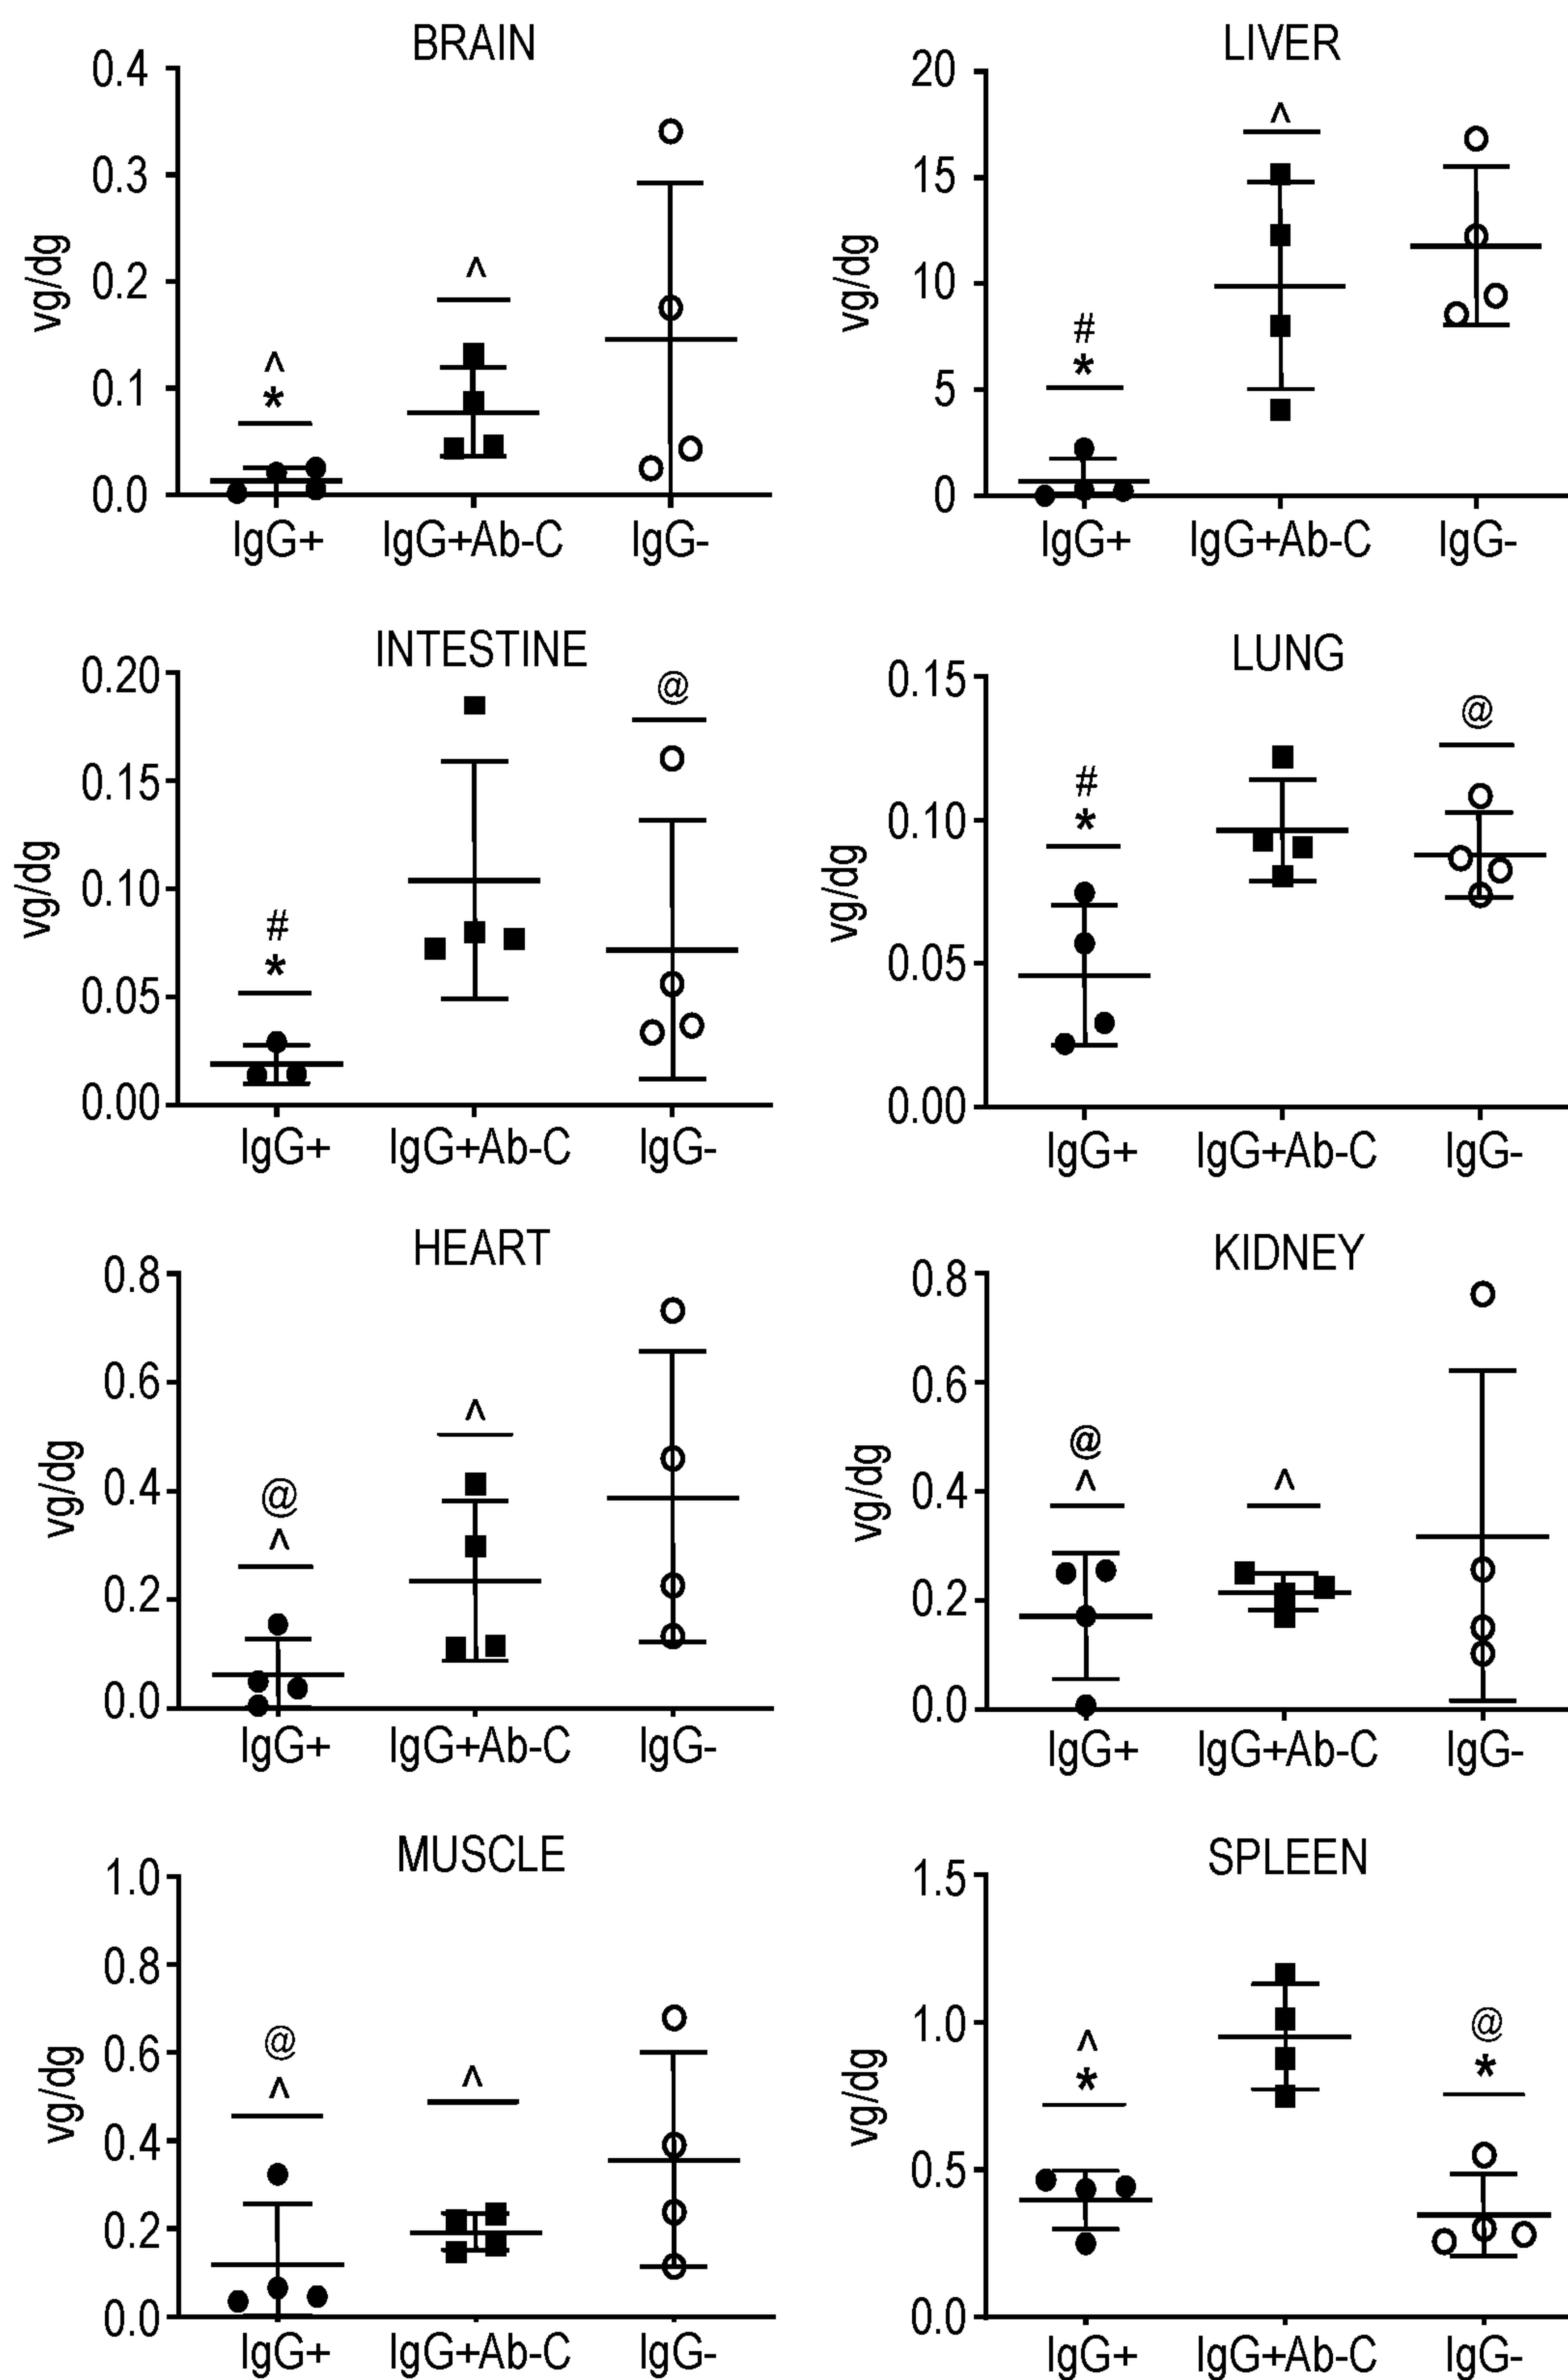 BRAIN
0.4
0.3
0.2
0.1
0.0
vg/dg
^
*
^
IgG+ IgG+Ab-C IgG-
LIVER
20
15
10
5
0
vg/dg
#
*
^
IgG+ IgG+Ab-C IgG-
INTESTINE
0.20
0.15
0.10
0.05
0.00
vg/dg
#
*
@
IgG+ IgG+Ab-C IgG-
LUNG
0.15
0.10
0.05
0.00
vg/dg
#
*
@
IgG+ IgG+Ab-C IgG-
HEART
0.8
0.6
0.4
0.2
0.0
vg/dg
@
^
^
IgG+ IgG+Ab-C IgG-
KIDNEY
0.8
0.6
0.4
0.2
0.0
vg/dg
@
^
^
IgG+ IgG+Ab-C IgG-
MUSCLE
1.0
0.8
0.6
0.4
0.2
0.0
vg/dg
@
^
^
IgG+ IgG+Ab-C IgG-
SPLEEN
1.5
1.0
0.5
0.0
vg/dg
^
*
@
*
IgG+ IgG+Ab-C IgG-